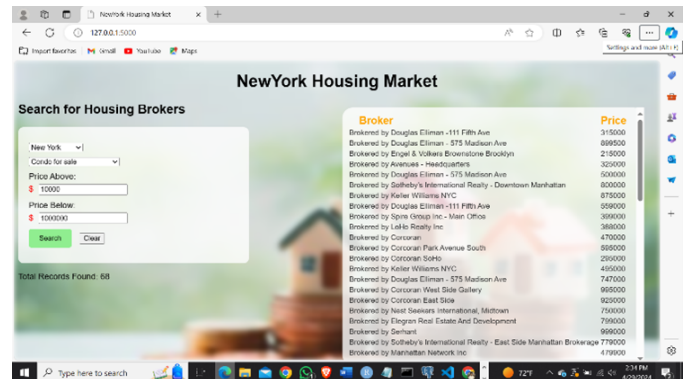 NewYork Housing Market
127.0.0.1:5000
Import favorites
Gmail
YouTube
Maps
Settings and more (Alt+F)
NewYork Housing Market
Search for Housing Brokers
New York
Condo for sale
Price Above:
$ 10000
Price Below:
$ 1000000
Search Clear
Total Records Found: 68
Broker Price
Brokered by Douglas Elliman -111 Fifth Ave 315000
Brokered by Douglas Elliman - 575 Madison Ave 899500
Brokered by Engel & Volkers Brownstone Brooklyn 215000
Brokered by Avenues - Headquarters 325000
Brokered by Douglas Elliman - 575 Madison Ave 500000
Brokered by Sotheby's International Realty - Downtown Manhattan 800000
Brokered by Keller Williams NYC 875000
Brokered by Douglas Elliman -111 Fifth Ave 559000
Brokered by Spire Group Inc - Main Office 399000
Brokered by LaHo Realty Inc 388000
Brokered by Corcoran 470000
Brokered by Corcoran Park Avenue South 595000
Brokered by Corcoran SoHo 295000
Brokered by Keller Williams NYC 495000
Brokered by Douglas Elliman - 575 Madison Ave 747000
Brokered by Corcoran West Side Gallery 995000
Brokered by Corcoran East Side 925000
Brokered by Nest Seekers International, Midtown 750000
Brokered by Elegran Real Estate And Development 799000
Brokered by Serhant 999000
Brokered by Sotheby's International Realty - East Side Manhattan Brokerage 779000
Brokered by Manhattan Network Inc 479900
Type here to search
72°F
2:34 PM
4/29/2024